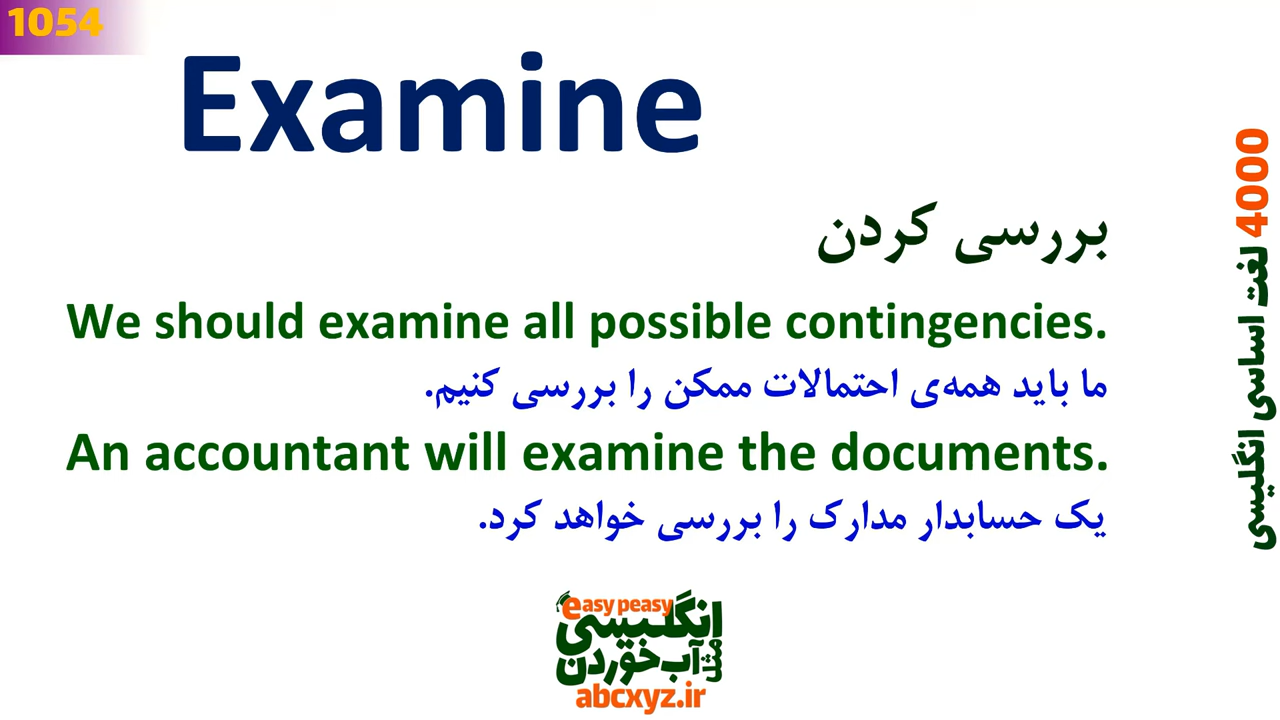 1054
Examine
بررسی کردن
We should examine all possible contingencies.
ما باید همه‌ی احتمالات ممکن را بررسی کنیم.
An accountant will examine the documents.
یک حسابدار مدارک را بررسی خواهد کرد.
4000 لغت اساسی انگلیسی
easy peasy
انگلیسی
مثل آب خوردن
abcxyz.ir